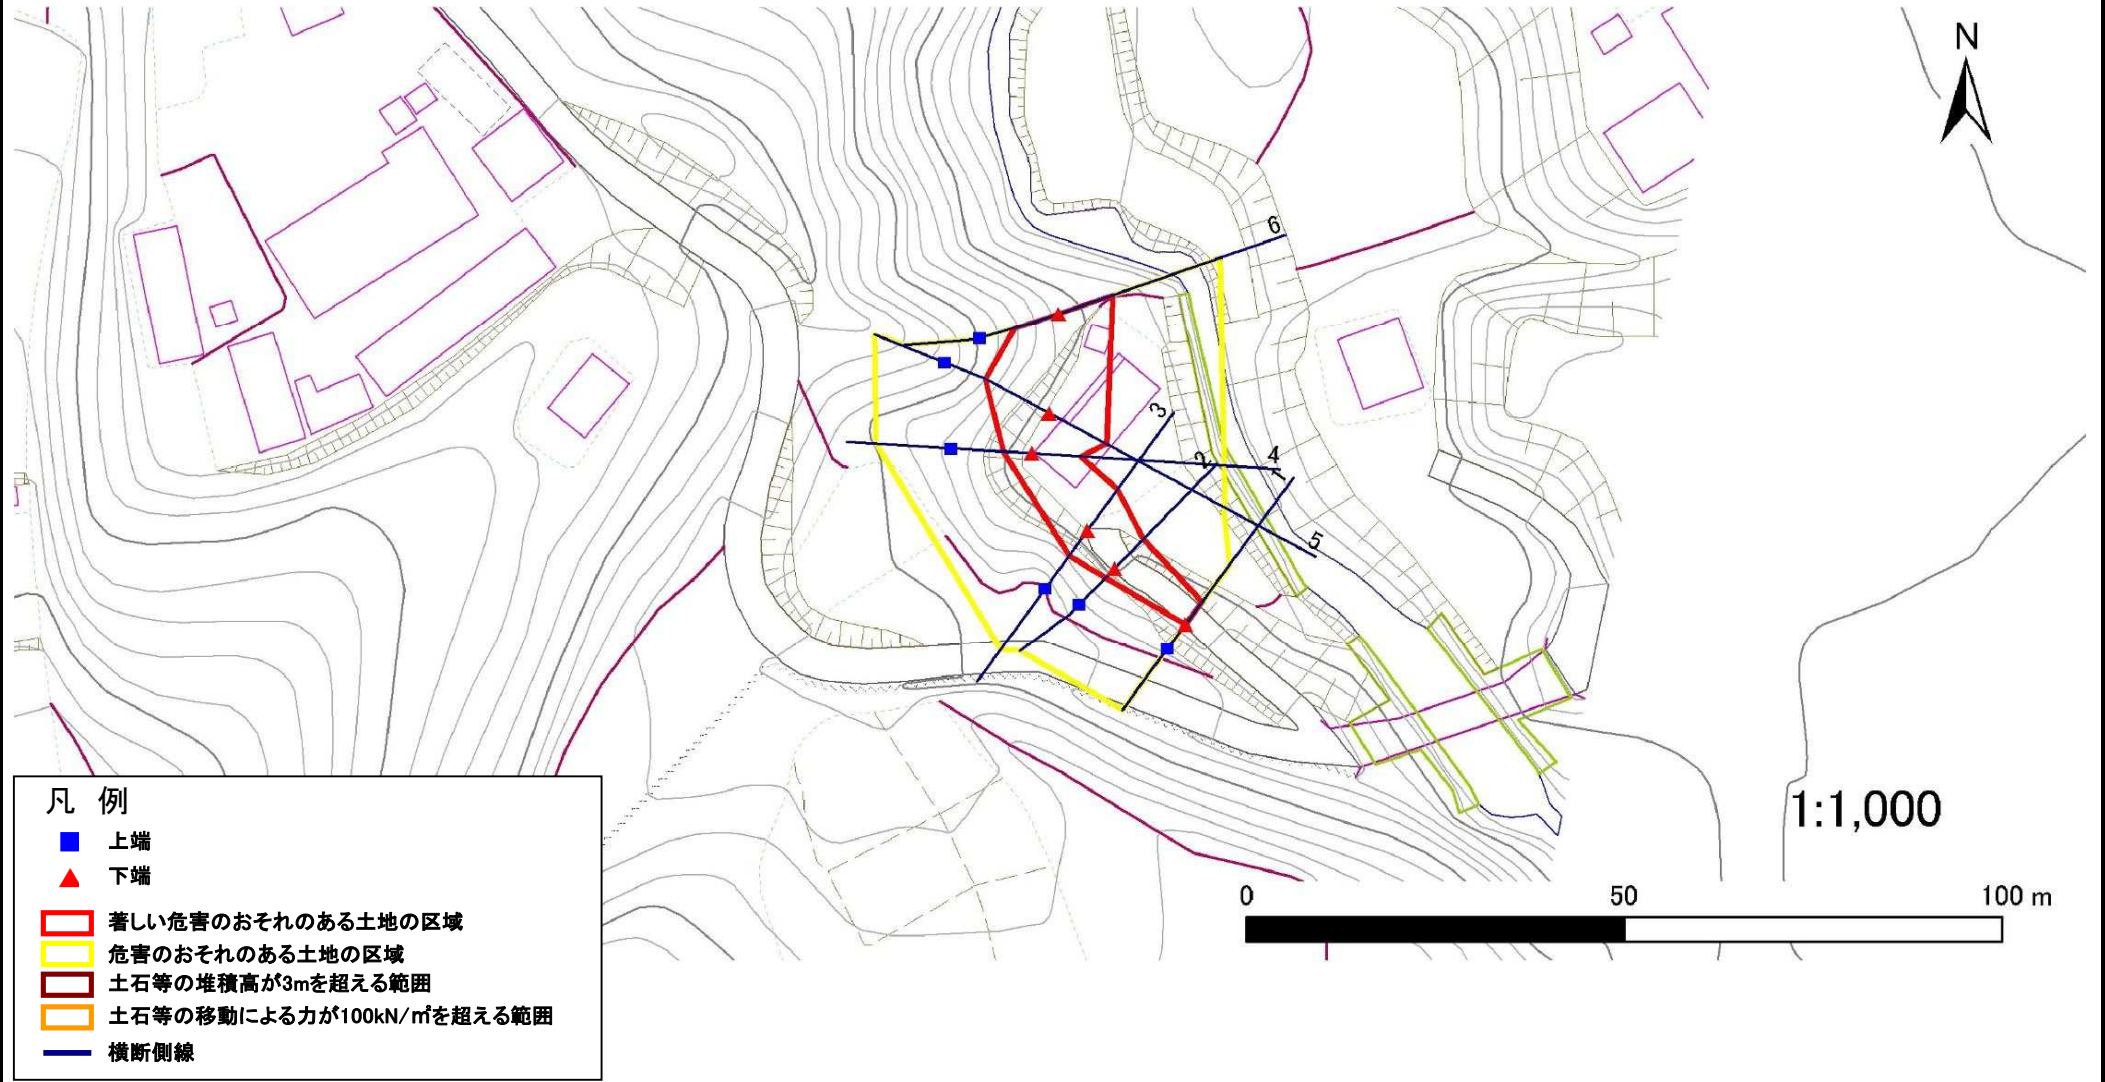 N
6
3
2
4
1
5
1:1,000
0 50 100 m
凡 例
上端
下端
著しい危害のおそれのある土地の区域
危害のおそれのある土地の区域
土石等の堆積高が3mを超える範囲
土石等の移動による力が100kN/㎡を超える範囲
横断側線